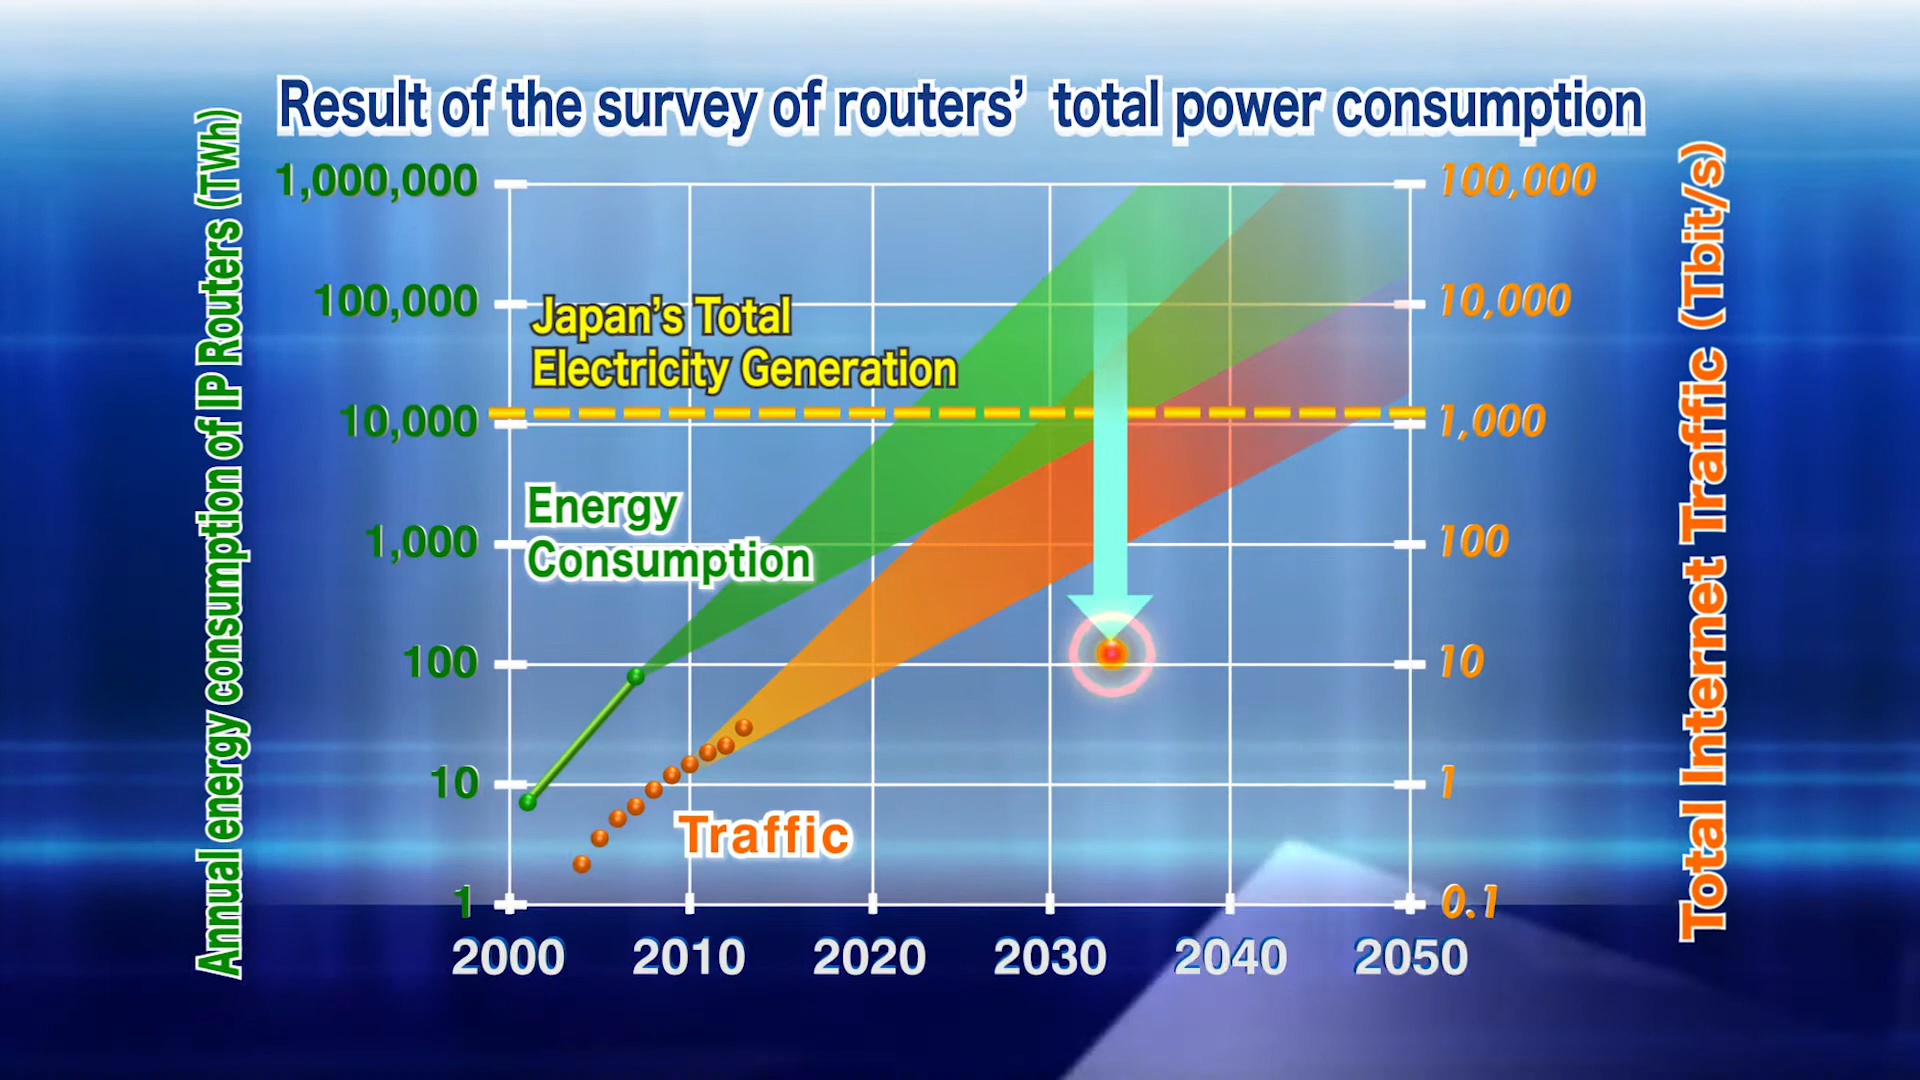 Result of the survey of routers’ total power consumption
Annual energy consumption of IP Routers (TWh)
1,000,000
100,000
10,000
1,000
100
10
1
Japan’s Total
Electricity Generation
Energy
Consumption
Traffic
2000
2010
2020
2030
2040
2050
100,000
10,000
1,000
100
10
1
0.1
Total Internet Traffic (Tbit/s)